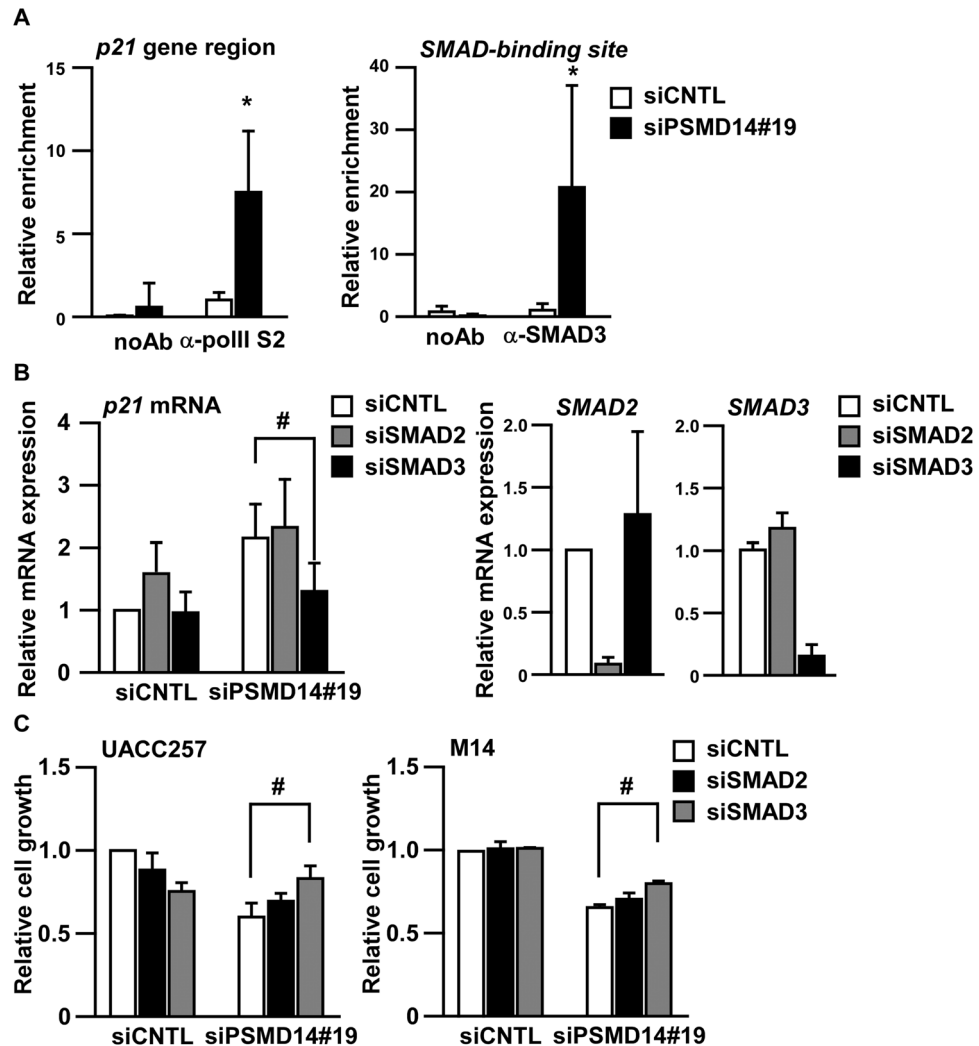 A
p21 gene region
SMAD-binding site
siCNTL
siPSMD14#19
Relative enrichment
15
10
5
0
*
noAb α-polII S2
Relative enrichment
40
30
20
10
0
*
noAb α-SMAD3
B
p21 mRNA
siCNTL
siSMAD2
siSMAD3
Relative mRNA expression
4
3
2
1
0
#
siCNTL siPSMD14#19
SMAD2
Relative mRNA expression
2.0
1.5
1.0
0.5
0
SMAD3
2.0
1.5
1.0
0.5
0
siCNTL
siSMAD2
siSMAD3
C
UACC257
Relative cell growth
1.5
1.0
0.5
0
#
siCNTL siPSMD14#19
M14
Relative cell growth
1.5
1.0
0.5
0
#
siCNTL siPSMD14#19
siCNTL
siSMAD2
siSMAD3